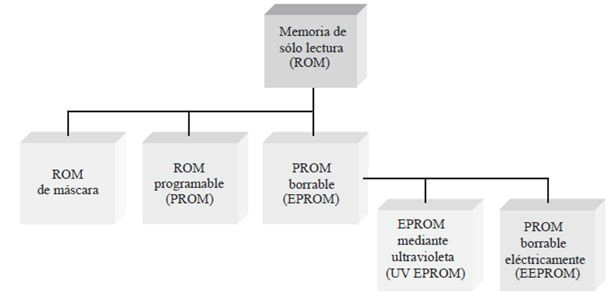 Memoria de
sólo lectura
(ROM)
ROM
de máscara
ROM
programable
(PROM)
PROM
borrable
(EPROM)
EPROM
mediante
ultravioleta
(UV EPROM)
PROM
borrable
eléctricamente
(EEPROM)